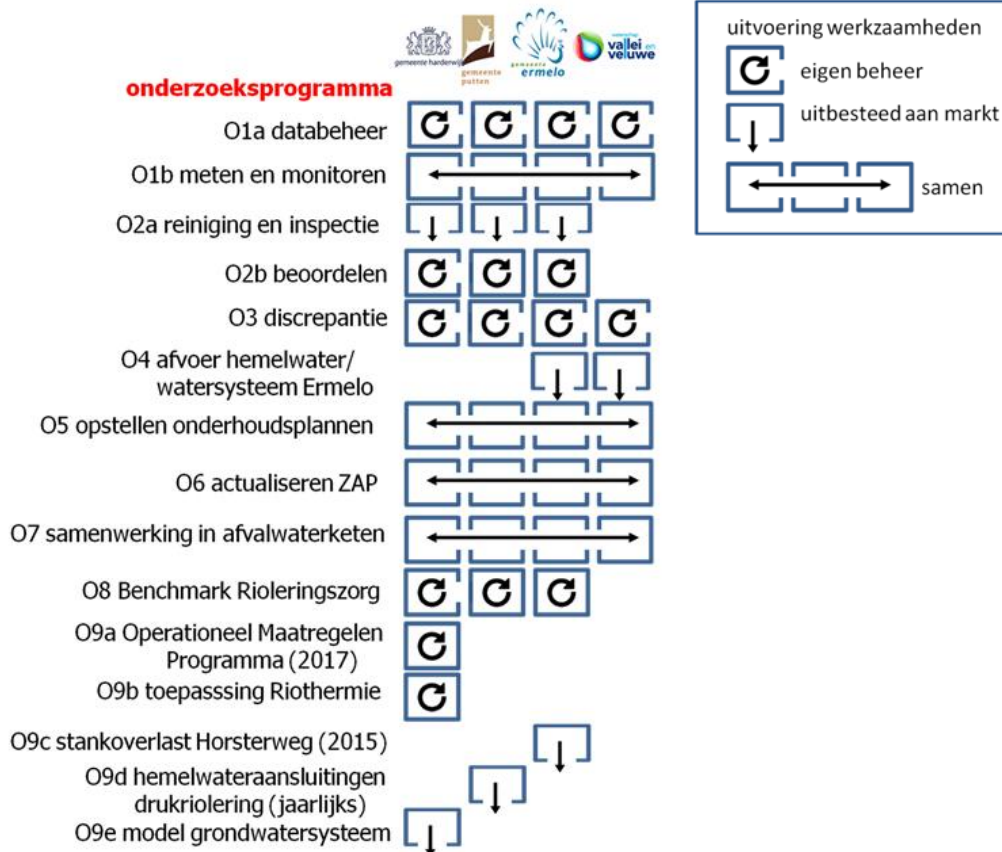 gemeente harderwijk
gemeente
putten
gemeente
ermelo
waterschap
vallei en
veluwe
onderzoeksprogramma
O1a databeheer
O1b meten en monitoren
O2a reiniging en inspectie
O2b beoordelen
O3 discrepantie
O4 afvoer hemelwater/
watersysteem Ermelo
O5 opstellen onderhoudsplannen
O6 actualiseren ZAP
O7 samenwerking in afvalwaterketen
O8 Benchmark Rioleringszorg
O9a Operationeel Maatregelen
Programma (2017)
O9b toepasssing Riothermie
O9c stankoverlast Horsterweg (2015)
O9d hemelwateraansluitingen
drukriolering (jaarlijks)
O9e model grondwatersysteem
uitvoering werkzaamheden
eigen beheer
uitbesteed aan markt
samen